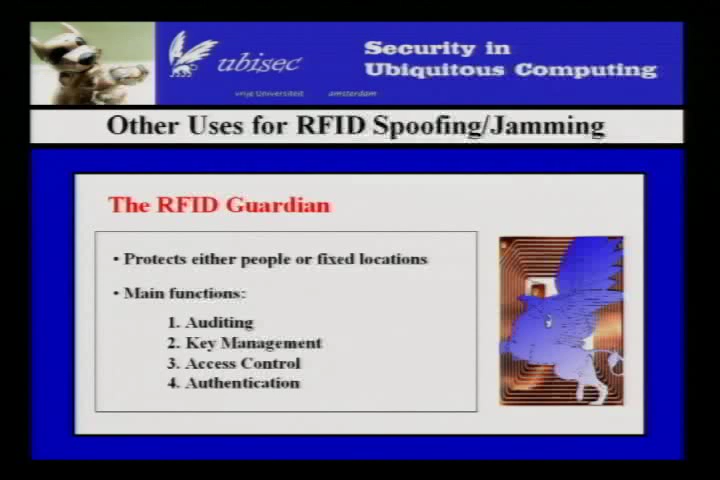 ubisec
Security in
Ubiquitous Computing
vrije Universiteit amsterdam
Other Uses for RFID Spoofing/Jamming
The RFID Guardian
• Protects either people or fixed locations
• Main functions:
1. Auditing
2. Key Management
3. Access Control
4. Authentication